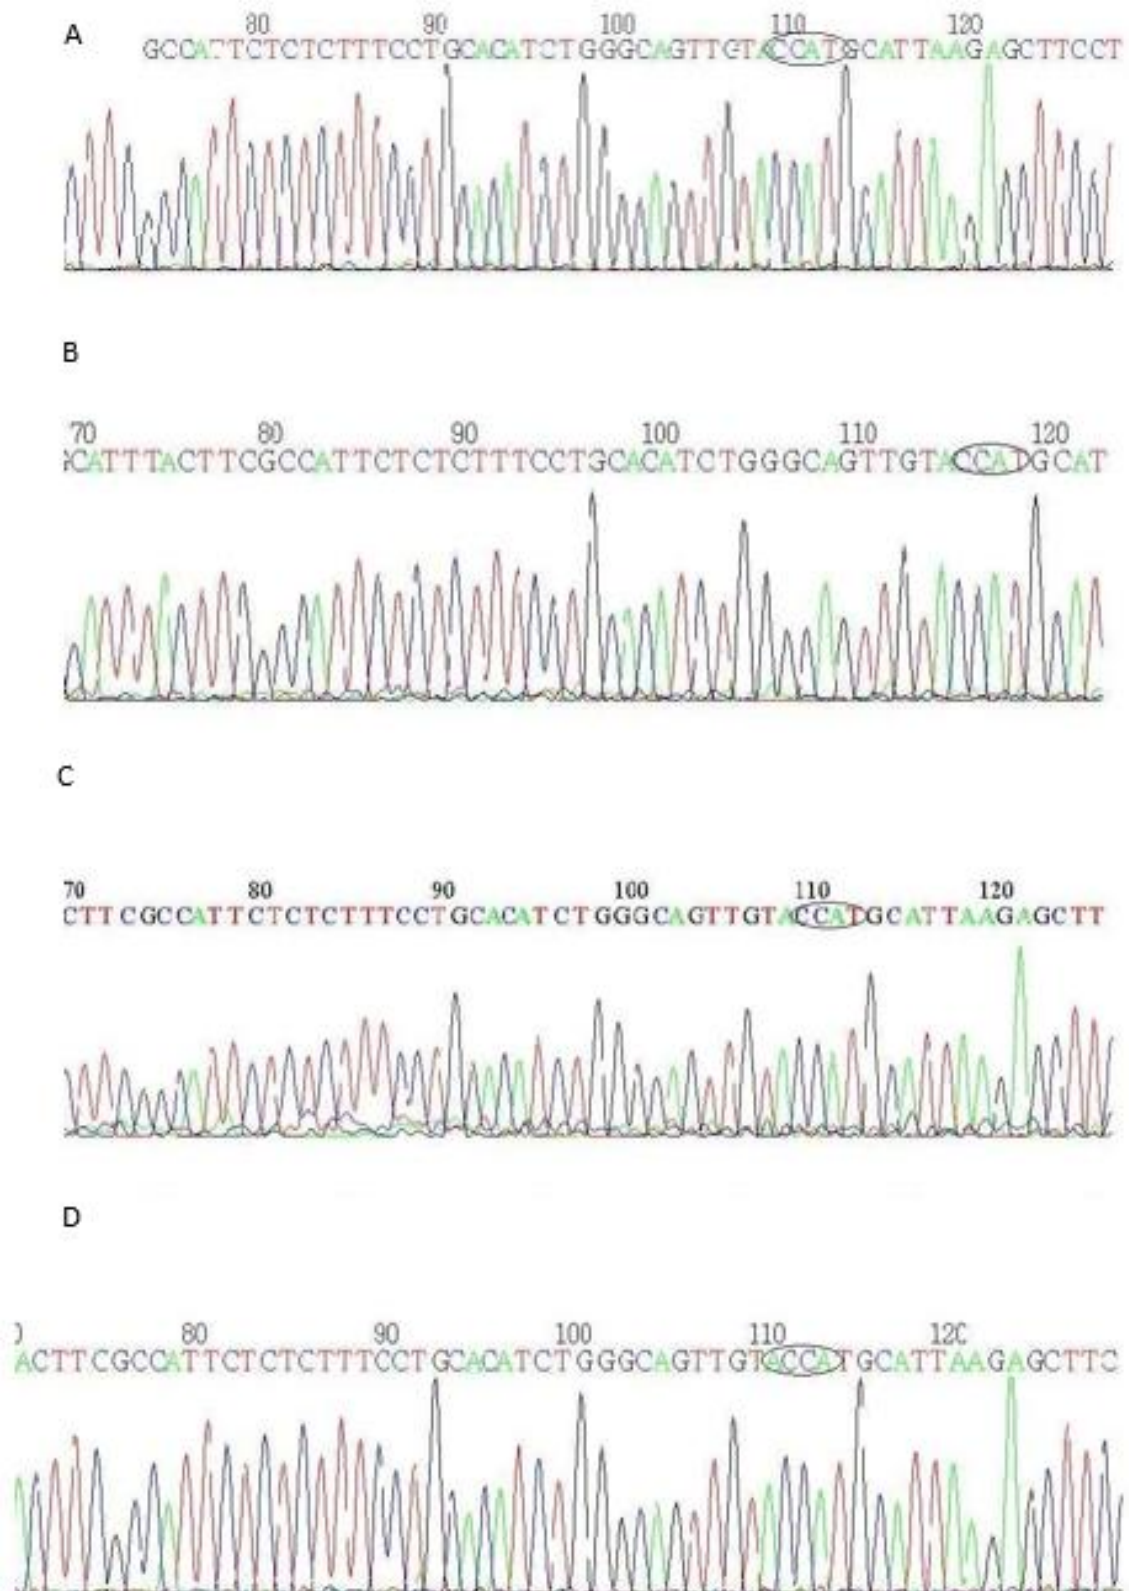 A
80 90 100 110 120
GCCATTCTCTCTTTCCTGCACATCTGGGCAGTTGTACCATGCATTAAGAGCTTCCT
B
70 80 90 100 110 120
CATTTACTTCGCCATTCTCTCTTTCCTGCACATCTGGGCAGTTGTACCATGCAT
C
70 80 90 100 110 120
CTTCGCCATTCTCTCTTTCCTGCACATCTGGGCAGTTGTACCATGCATTAAGAGCTT
D
80 90 100 110 120
ACTTCGCCATTCTCTCTTTCCTGCACATCTGGGCAGTTGTACCATGCATTAAGAGCTTC